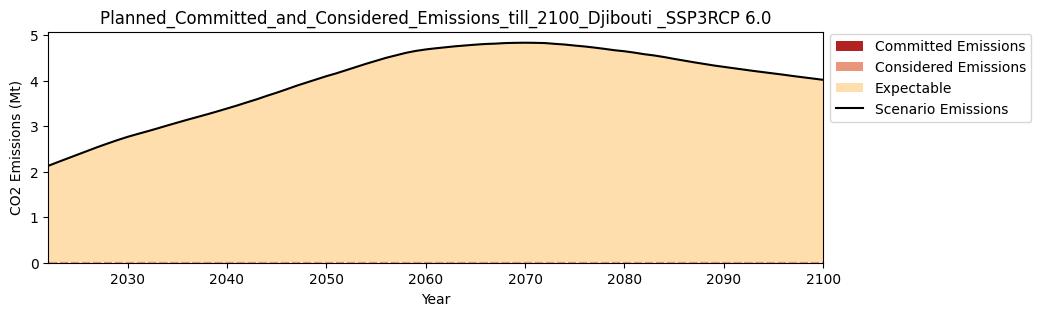 Planned_Committed_and_Considered_Emissions_till_2100_Djibouti _SSP3RCP 6.0
CO2 Emissions (Mt)
5
4
3
2
1
0
2030 2040 2050 2060 2070 2080 2090 2100
Year
Committed Emissions
Considered Emissions
Expectable
Scenario Emissions